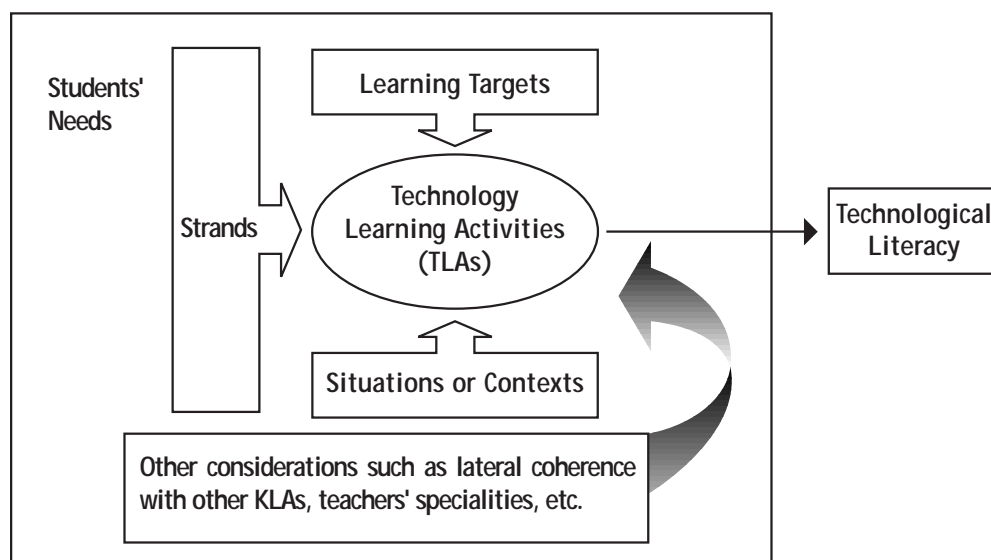 Students'
Needs
Learning Targets
Strands
Technology
Learning Activities
(TLAs)
Technological
Literacy
Situations or Contexts
Other considerations such as lateral coherence
with other KLAs, teachers' specialities, etc.